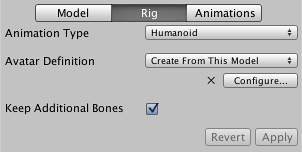 Model Rig Animations
Animation Type Humanoid
Avatar Definition Create From This Model
× Configure...
Keep Additional Bones
Revert Apply